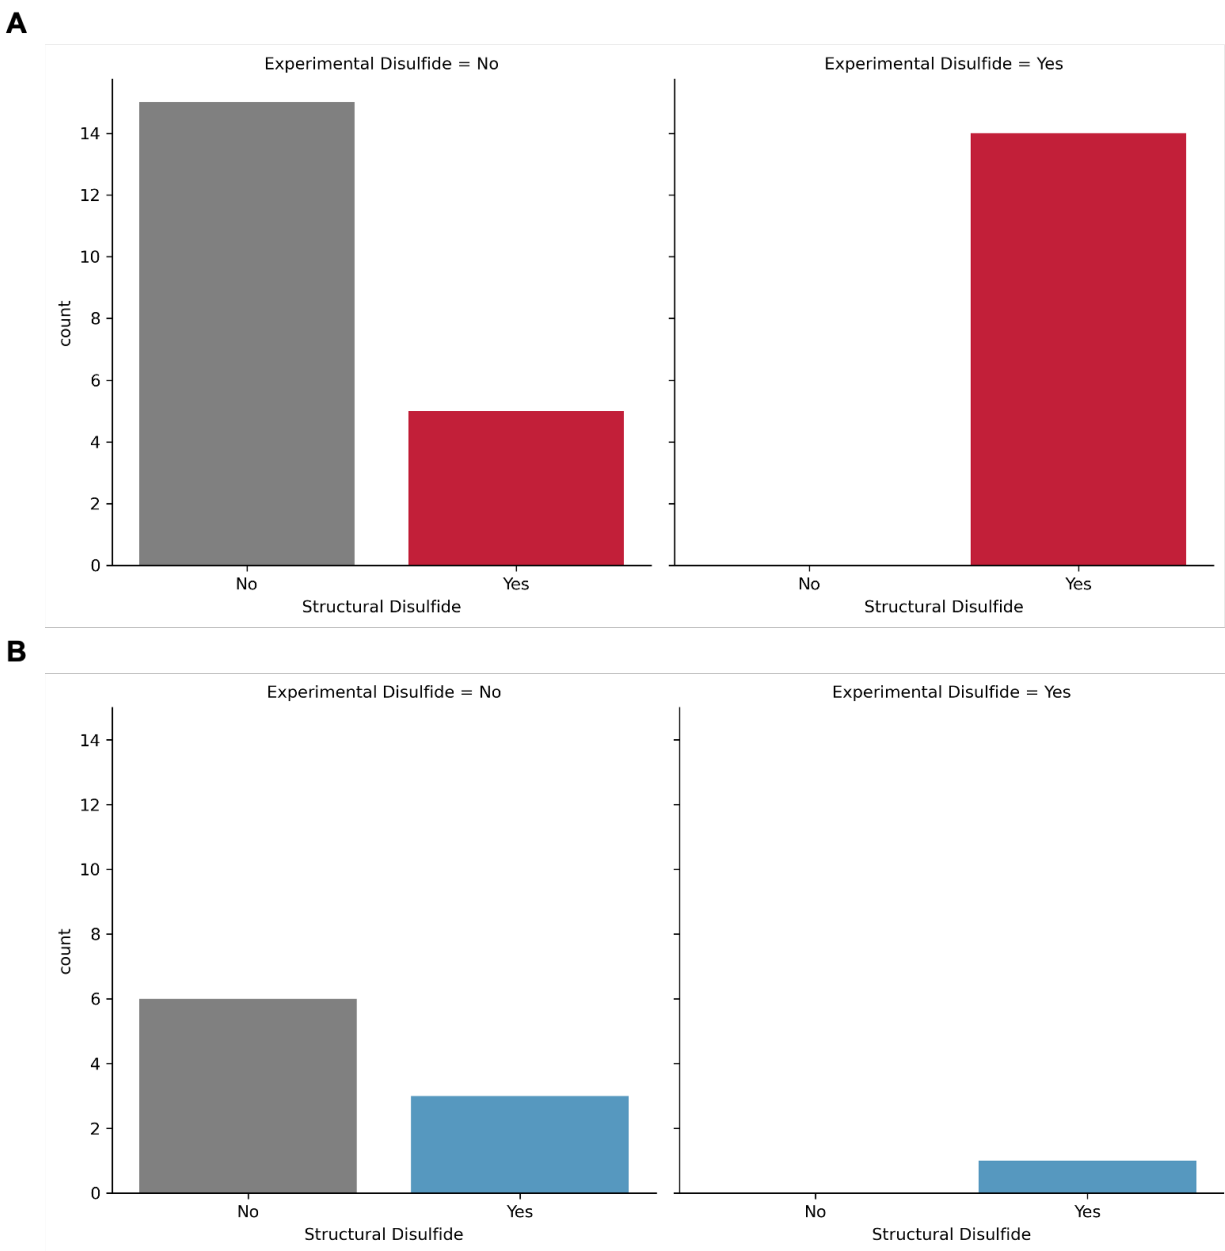 A
Experimental Disulfide = No
Experimental Disulfide = Yes
14
12
10
8
6
4
2
0
count
No
Yes
Structural Disulfide
No
Yes
Structural Disulfide
B
Experimental Disulfide = No
Experimental Disulfide = Yes
14
12
10
8
6
4
2
0
count
No
Yes
Structural Disulfide
No
Yes
Structural Disulfide